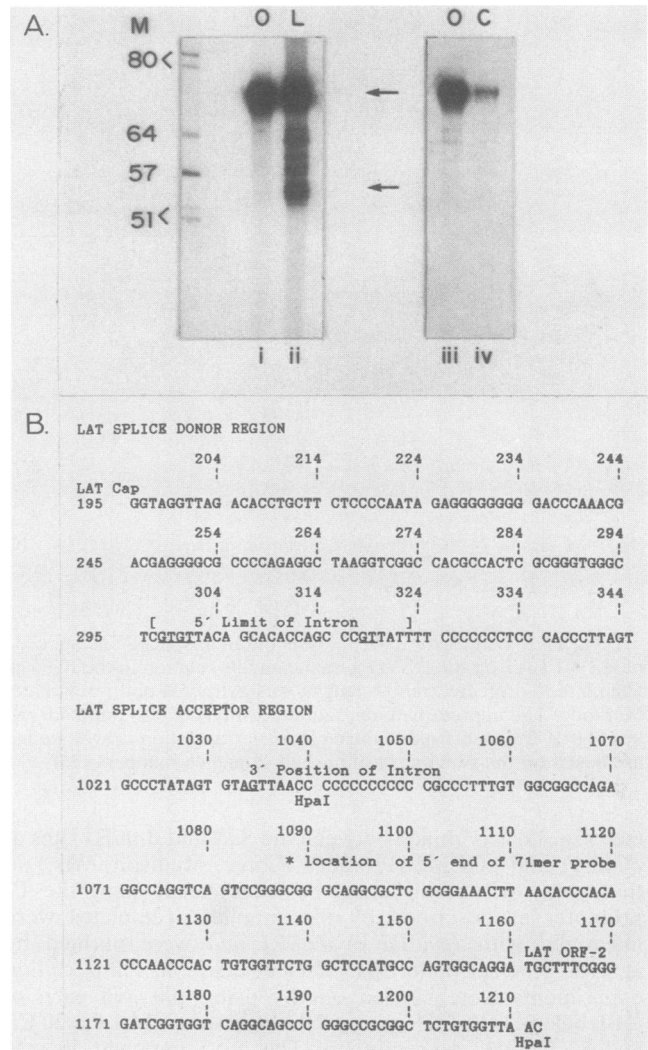 A.
M O L O C
80<
64
57
51<
i ii iii iv
B. LAT SPLICE DONOR REGION
204 214 224 234 244
LAT Cap
195 GGTAGGTTAG ACACCTGCTT CTCCCCAATA GAGGGGGGGG GACCCAAACG
254 264 274 284 294
245 ACGAGGGGCG CCCCAGAGGC TAAGGTCGGC CACGCCACTC GCGGGTGGGC
304 314 324 334 344
[ 5´ Limit of Intron ]
295 TCGTGTTACA GCACACCAGC CCGTTATTTT CCCCCCCTCC CACCCTTAGT
LAT SPLICE ACCEPTOR REGION
1030 1040 1050 1060 1070
3´ Position of Intron
1021 GCCCTATAGT GTAGTTAACC CCCCCCCCCC CGCCCTTTGT GGCGGCCAGA
HpaI
1080 1090 1100 1110 1120
* location of 5´ end of 71mer probe
1071 GGCCAGGTCA GTCCGGGCGG GCAGGCGCTC GCGGAAACTT AACACCCACA
1130 1140 1150 1160 1170
[ LAT ORF-2
1121 CCCAACCCAC TGTGGTTCTG GCTCCATGCC AGTGGCAGGA TGCTTTCGGG
1180 1190 1200 1210
1171 GATCGGTGGT CAGGCAGCCC GGGCCGCGGC TCTGTGGTTA AC
HpaI